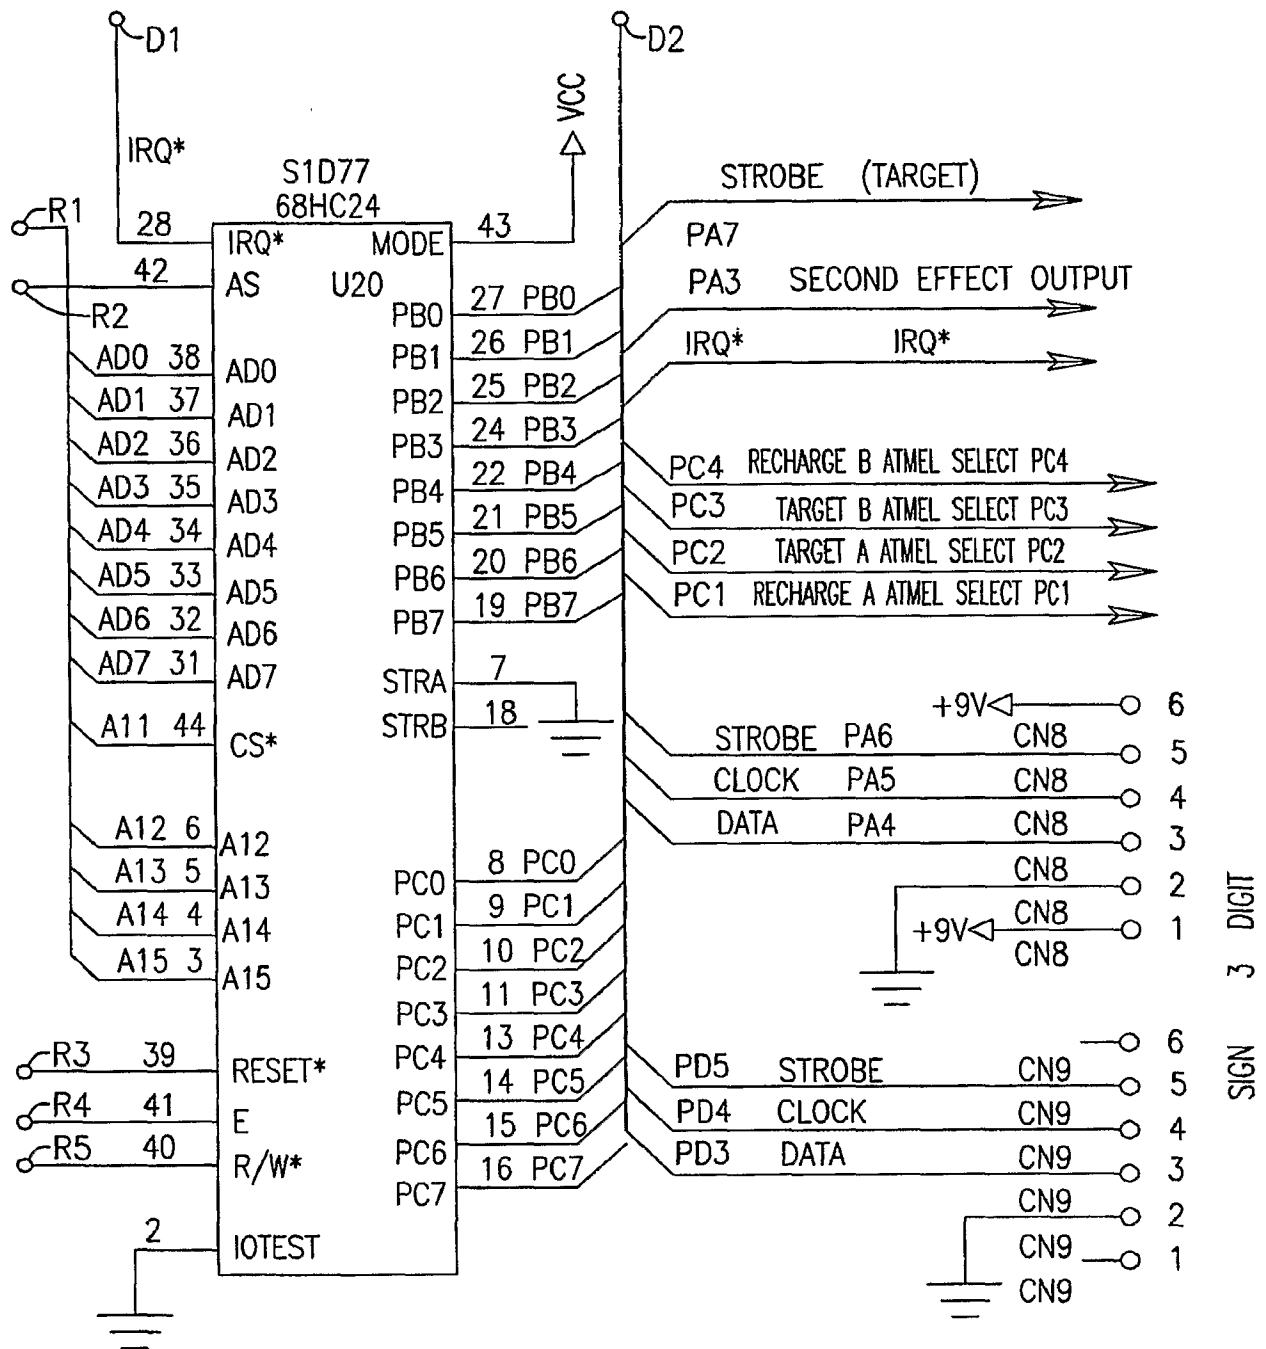 D1
D2
IRQ*
VCC
S1D77
68HC24
STROBE (TARGET)
R1
28 IRQ* MODE 43
PA7
42 AS U20
PA3 SECOND EFFECT OUTPUT
R2
PB0 27 PB0
IRQ* IRQ*
PB1 26 PB1
AD0 38 AD0
PB2 25 PB2
AD1 37 AD1
PB3 24 PB3
AD2 36 AD2
PB4 22 PB4
PC4 RECHARGE B ATMEL SELECT PC4
AD3 35 AD3
PB5 21 PB5
PC3 TARGET B ATMEL SELECT PC3
AD4 34 AD4
PB6 20 PB6
PC2 TARGET A ATMEL SELECT PC2
AD5 33 AD5
PB7 19 PB7
PC1 RECHARGE A ATMEL SELECT PC1
AD6 32 AD6
AD7 31 AD7
STRA 7
STRB 18
A11 44 CS*
+9V 6
CN8
STROBE PA6 5
CN8
CLOCK PA5 4
CN8
DATA PA4 3
CN8
2
CN8
+9V 1
CN8
A12 6 A12
A13 5 A13
A14 4 A14
A15 3 A15
PC0 8 PC0
PC1 9 PC1
PC2 10 PC2
PC3 11 PC3
PC4 13 PC4
PC5 14 PC5
PC6 15 PC6
PC7 16 PC7
SIGN 3 DIGIT
R3 39 RESET*
R4 41 E
R5 40 R/W*
2 IOTEST
6
CN9
PD5 STROBE 5
CN9
PD4 CLOCK 4
CN9
PD3 DATA 3
CN9
2
CN9
1
CN9